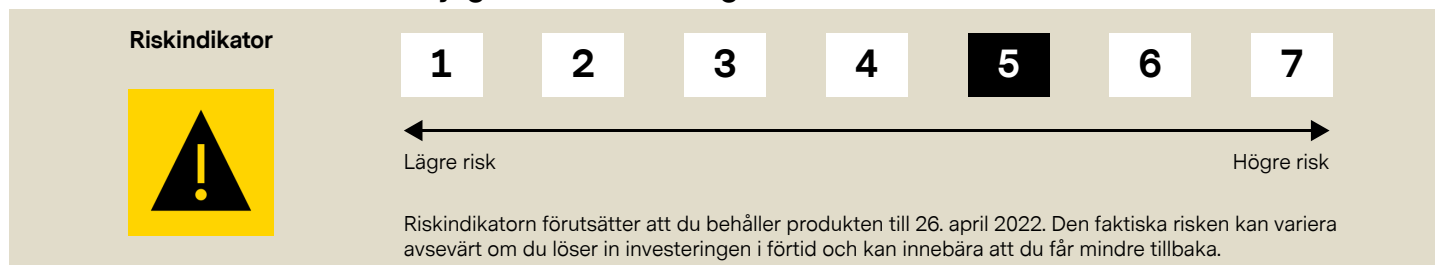 Riskindikator
1 2 3 4 5 6 7
Lägre risk Högre risk
Riskindikatorn förutsätter att du behåller produkten till 26. april 2022. Den faktiska risken kan variera
avsevärt om du löser in investeringen i förtid och kan innebära att du får mindre tillbaka.